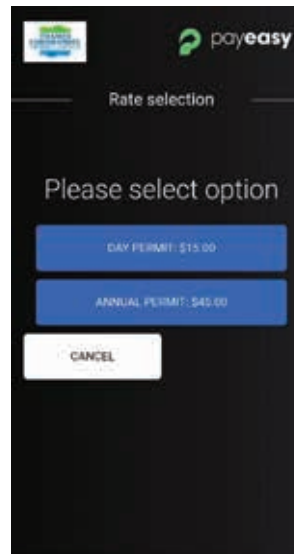 payeasy
Rate selection
Please select option
DAY PERMIT: $15.00
ANNUAL PERMIT: $45.00
CANCEL